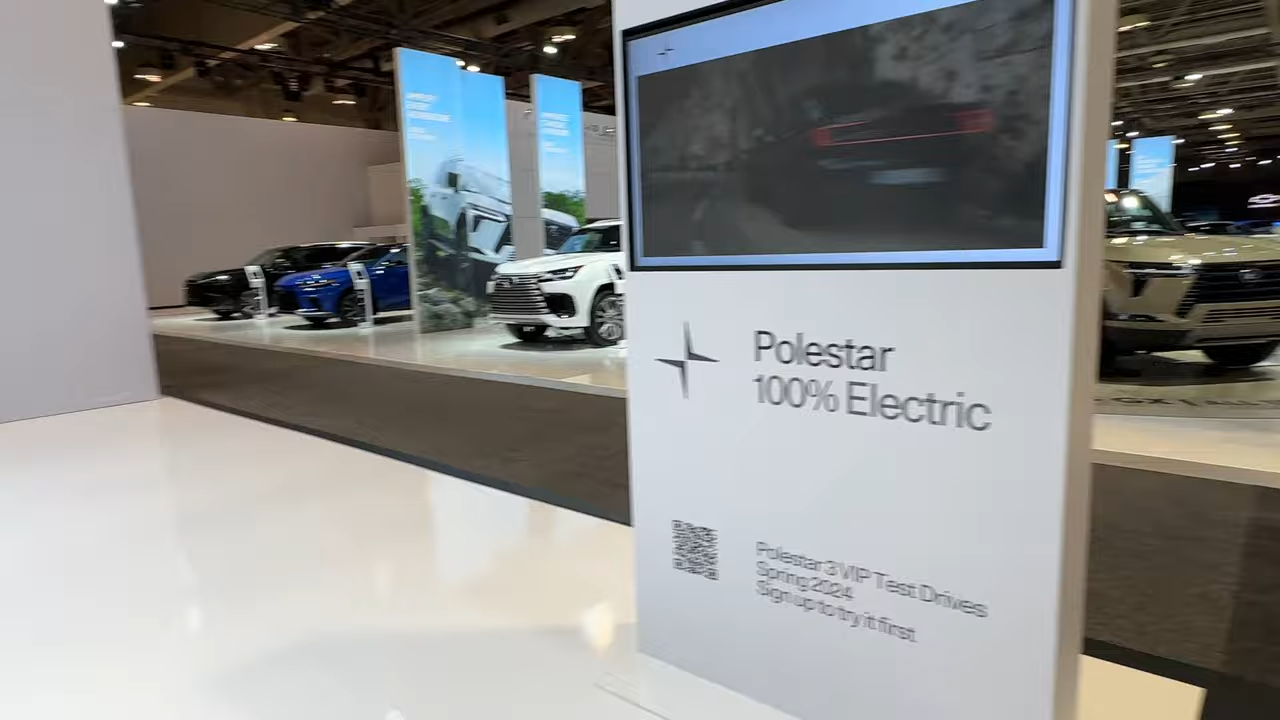 Polestar
100% Electric
Polestar 3 VIP Test Drives
Spring 2024
Sign up to try it first.